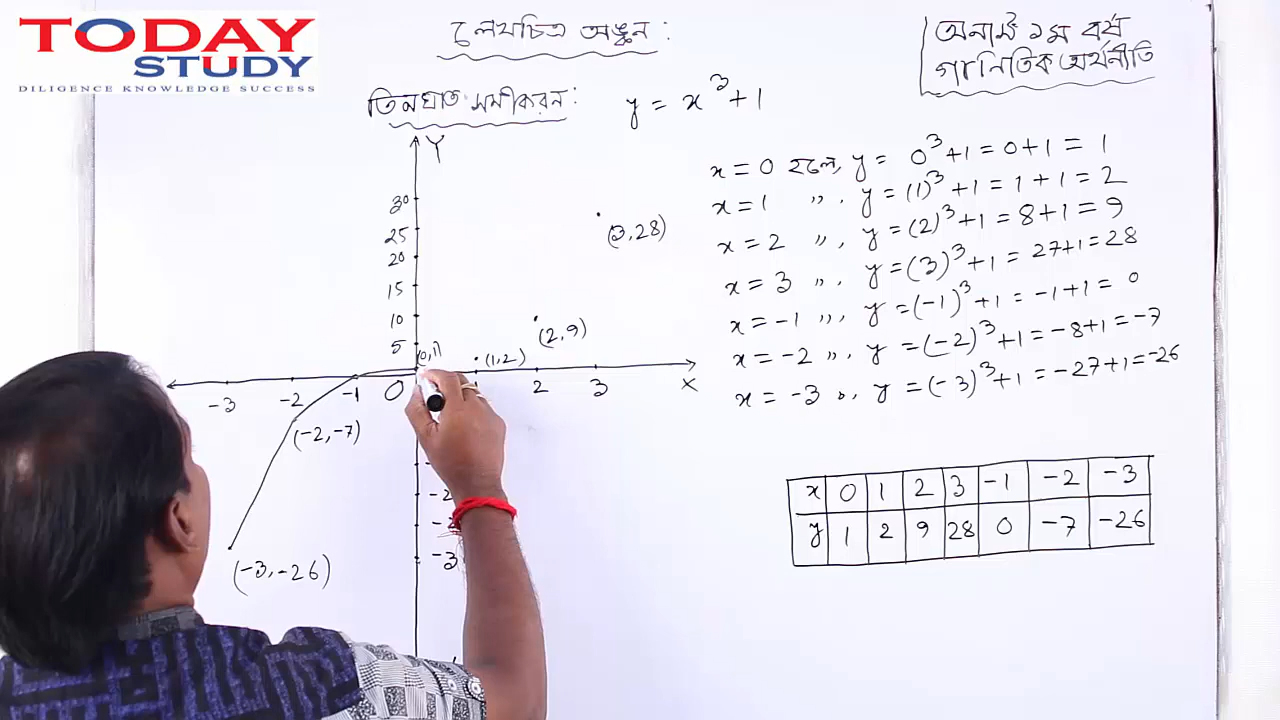 TODAY
STUDY
DILIGENCE KNOWLEDGE SUCCESS
লেখচিত্র অঙ্কন:
অনার্স ১ম বর্ষ
গাণিতিক অর্থনীতি
তিনঘাত সমীকরন: y = x³+1
x = 0 হলে, y = 0³+1 = 0+1 = 1
x = 1 ,, , y = (1)³+1 = 1+1 = 2
x = 2 ,, , y = (2)³+1 = 8+1 = 9
x = 3 ,, , y = (3)³+1 = 27+1 = 28
x = -1 ,, , y = (-1)³+1 = -1+1 = 0
x = -2 ,, , y = (-2)³+1 = -8+1 = -7
x = -3 ,, , y = (-3)³+1 = -27+1 = -26
Y
30
25
20
15
10
5
(3,28)
(2,9)
(0,1) (1,2)
-3 -2 -1 0 2 3 X
(-2,-7)
(-3,-26)
x 0 1 2 3 -1 -2 -3
y 1 2 9 28 0 -7 -26